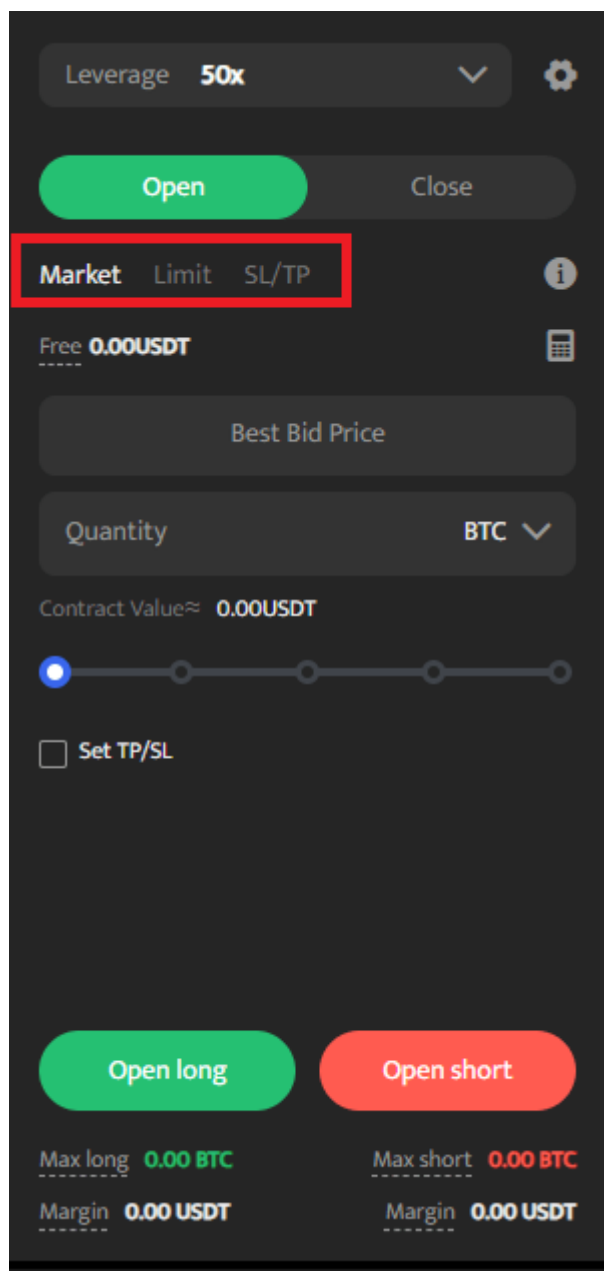 Leverage 50x
Open Close
Market Limit SL/TP
Free 0.00USDT
Best Bid Price
Quantity BTC
Contract Value≈ 0.00USDT
Set TP/SL
Open long Open short
Max long 0.00 BTC Max short 0.00 BTC
Margin 0.00 USDT Margin 0.00 USDT